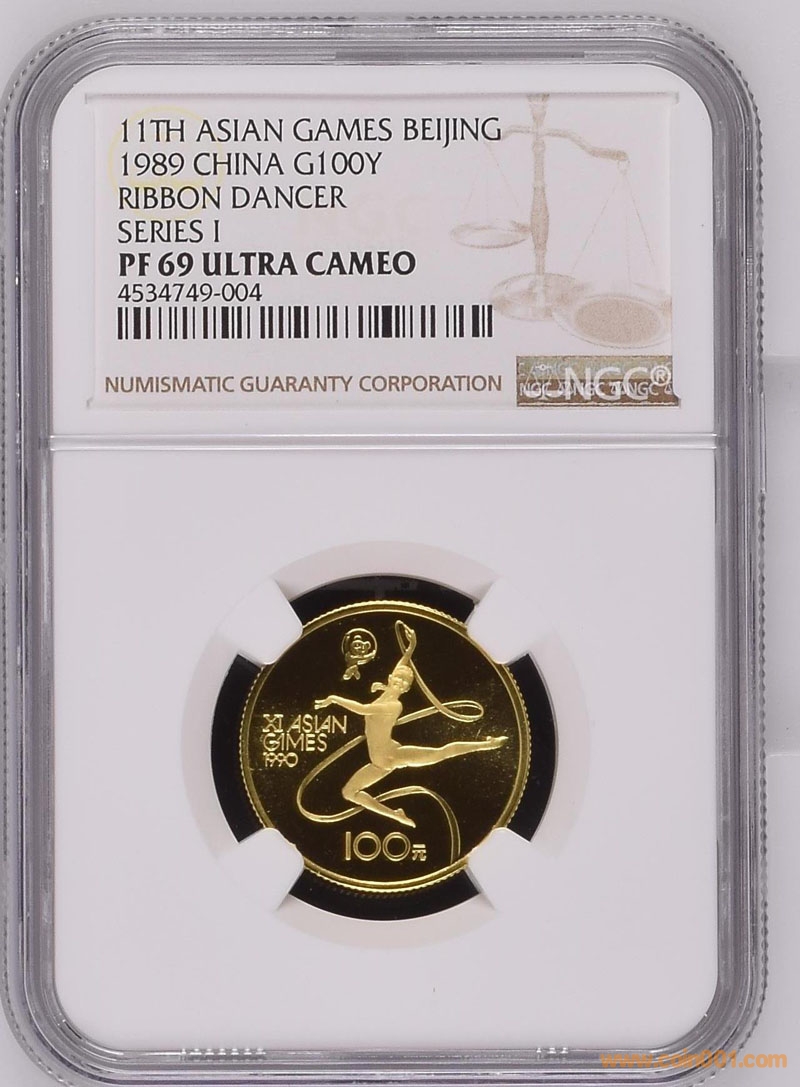 11TH ASIAN GAMES BEIJING
1989 CHINA G100Y
RIBBON DANCER
SERIES I
PF 69 ULTRA CAMEO
4534749-004
NUMISMATIC GUARANTY CORPORATION
NGC®
XI ASIAN
GAMES
1990
100元
www.coin001.com